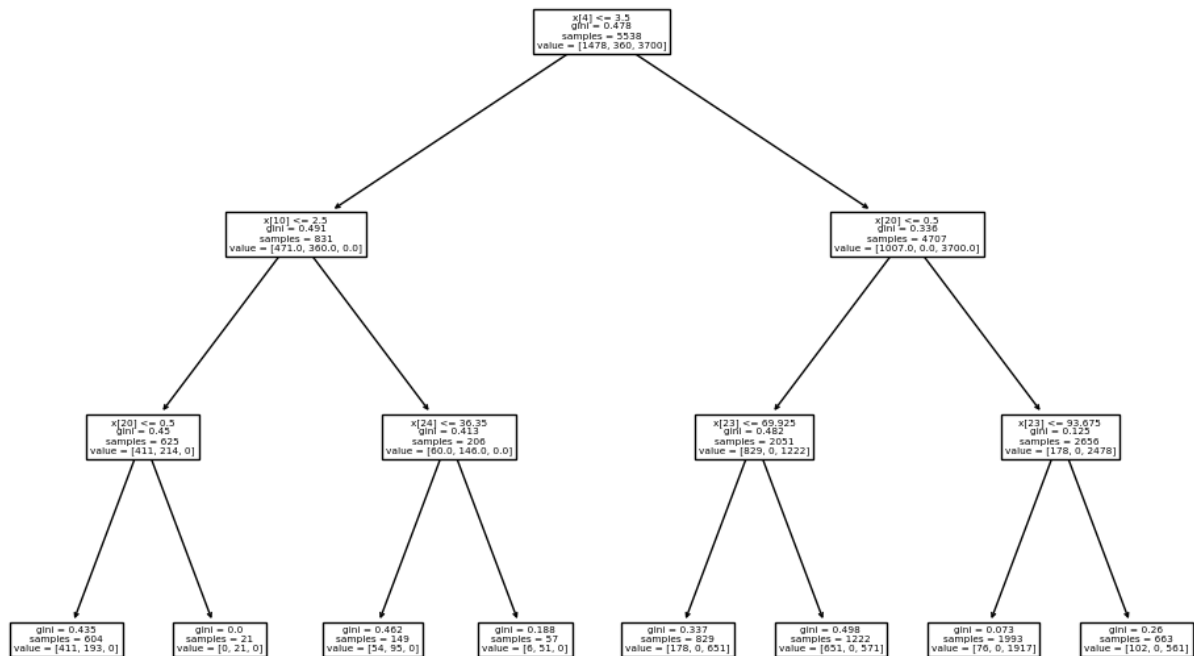 x[4] <= 3.5
gini = 0.478
samples = 5538
value = [1478, 360, 3700]
x[10] <= 2.5
gini = 0.491
samples = 831
value = [471.0, 360.0, 0.0]
x[20] <= 0.5
gini = 0.336
samples = 4707
value = [1007.0, 0.0, 3700.0]
x[20] <= 0.5
gini = 0.45
samples = 625
value = [411, 214, 0]
x[24] <= 36.35
gini = 0.413
samples = 206
value = [60.0, 146.0, 0.0]
x[23] <= 69.925
gini = 0.482
samples = 2051
value = [829, 0, 1222]
x[23] <= 93.675
gini = 0.125
samples = 2656
value = [178, 0, 2478]
gini = 0.435
samples = 604
value = [411, 193, 0]
gini = 0.0
samples = 21
value = [0, 21, 0]
gini = 0.462
samples = 149
value = [54, 95, 0]
gini = 0.188
samples = 57
value = [6, 51, 0]
gini = 0.337
samples = 829
value = [178, 0, 651]
gini = 0.498
samples = 1222
value = [651, 0, 571]
gini = 0.073
samples = 1993
value = [76, 0, 1917]
gini = 0.26
samples = 663
value = [102, 0, 561]